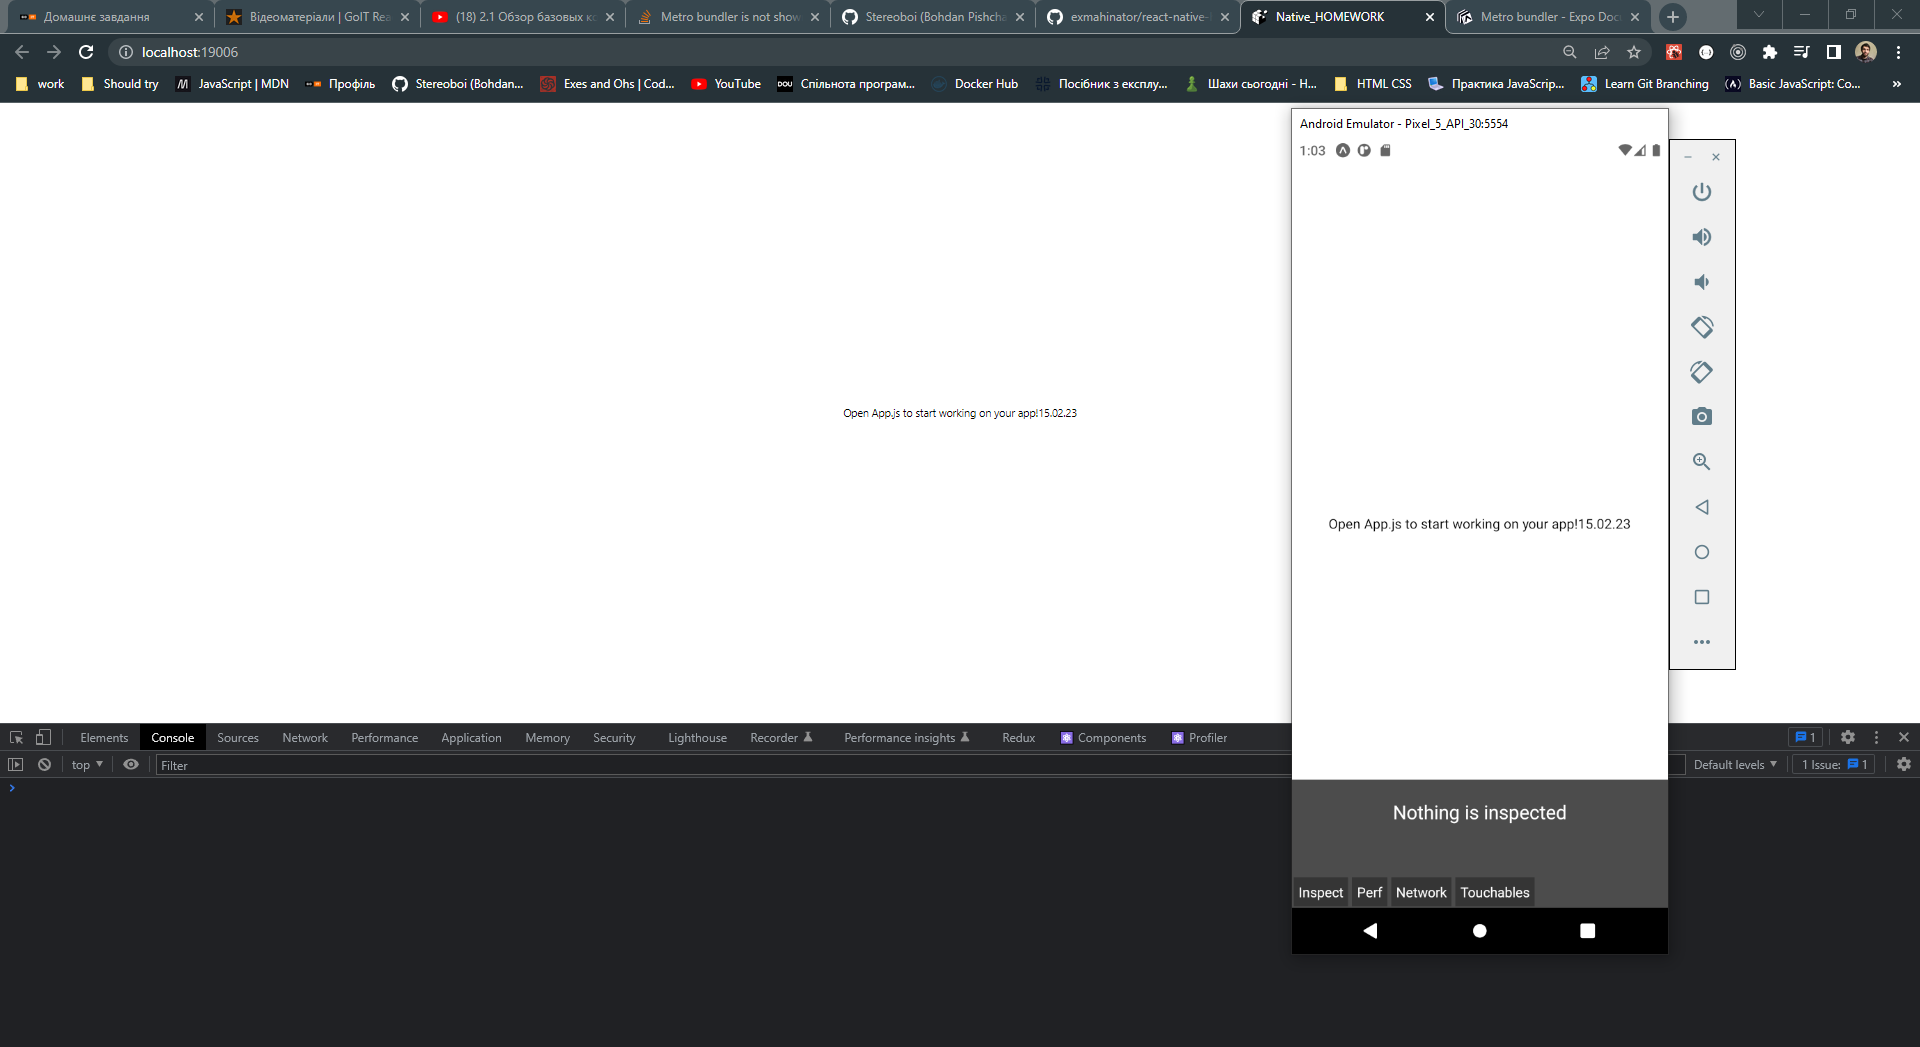 Домашнє завдання
Відеоматеріали | GoIT Rea
(18) 2.1 Обзор базовых ко
Metro bundler is not show
Stereoboi (Bohdan Pishcha
exmahinator/react-native-
Native_HOMEWORK
Metro bundler - Expo Doc
localhost:19006
work
Should try
JavaScript | MDN
Профіль
Stereoboi (Bohdan...
Exes and Ohs | Cod...
YouTube
DOU
Спільнота програм...
Docker Hub
Посібник з експлу...
Шахи сьогодні - Н...
HTML CSS
Практика JavaScrip...
Learn Git Branching
Basic JavaScript: Co...
»
Open App.js to start working on your app!15.02.23
Android Emulator - Pixel_5_API_30:5554
1:03
Open App.js to start working on your app!15.02.23
Nothing is inspected
Inspect
Perf
Network
Touchables
Elements
Console
Sources
Network
Performance
Application
Memory
Security
Lighthouse
Recorder
Performance insights
Redux
Components
Profiler
1
top
Filter
Default levels
1 Issue: 1